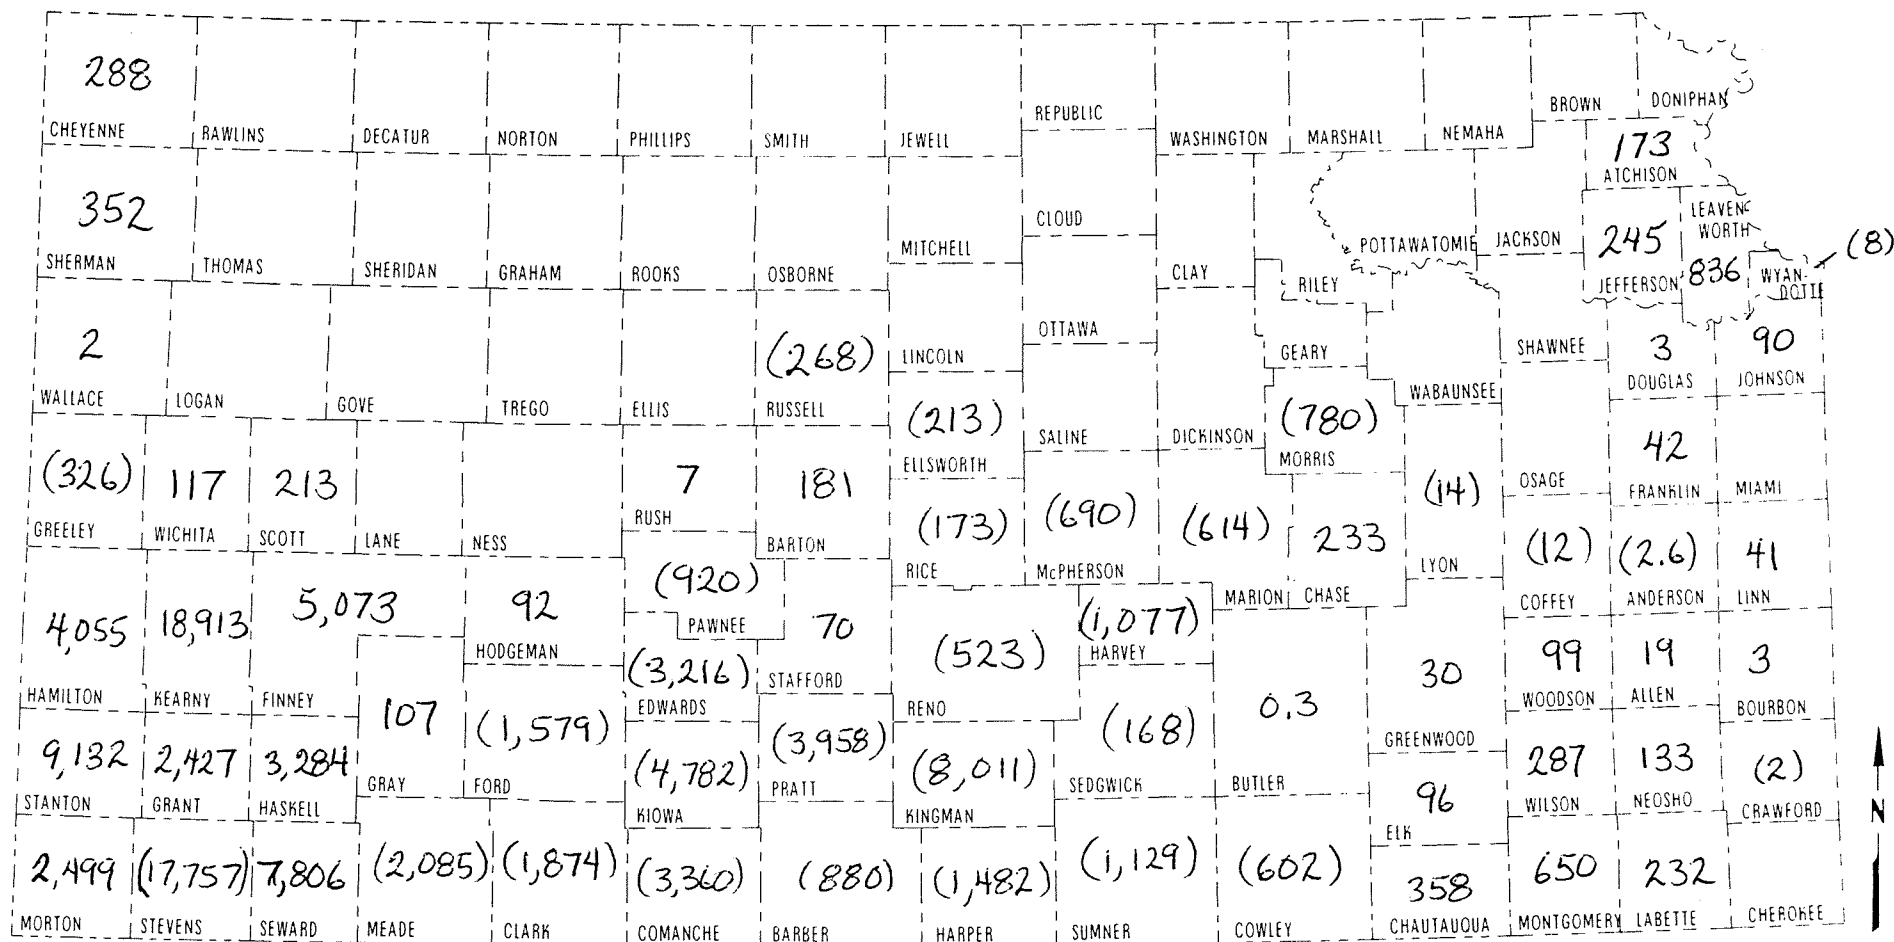 288
CHEYENNE
RAWLINS
DECATUR
NORTON
PHILLIPS
SMITH
JEWELL
REPUBLIC
WASHINGTON
MARSHALL
NEMAHA
BROWN
DONIPHAN
173
ATCHISON
352
SHERMAN
THOMAS
SHERIDAN
GRAHAM
ROOKS
OSBORNE
MITCHELL
CLOUD
CLAY
RILEY
POTTAWATOMIE
JACKSON
245
JEFFERSON
LEAVEN
WORTH
836
WYAN-
DOTTE
(8)
2
WALLACE
LOGAN
GOVE
TREGO
ELLIS
(268)
RUSSELL
LINCOLN
OTTAWA
GEARY
WABAUNSEE
SHAWNEE
3
DOUGLAS
90
JOHNSON
(326)
GREELEY
117
WICHITA
213
SCOTT
LANE
NESS
7
RUSH
181
BARTON
(213)
ELLSWORTH
SALINE
DICKINSON
(780)
MORRIS
(14)
LYON
OSAGE
42
FRANKLIN
MIAMI
(173)
RICE
(690)
McPHERSON
(614)
MARION
233
CHASE
(12)
COFFEY
(2.6)
ANDERSON
41
LINN
4,055
HAMILTON
18,913
KEARNY
5,073
FINNEY
92
HODGEMAN
(920)
PAWNEE
70
STAFFORD
(3,216)
EDWARDS
(523)
RENO
(1,077)
HARVEY
0.3
BUTLER
30
GREENWOOD
99
WOODSON
19
ALLEN
3
BOURBON
9,132
STANTON
2,427
GRANT
3,284
HASKELL
107
GRAY
(1,579)
FORD
(4,782)
KIOWA
(3,958)
PRATT
(8,011)
KINGMAN
(168)
SEDGWICK
96
ELK
287
WILSON
133
NEOSHO
(2)
CRAWFORD
N
2,499
MORTON
(17,757)
STEVENS
7,806
SEWARD
(2,085)
MEADE
(1,874)
CLARK
(3,360)
COMANCHE
(880)
BARBER
(1,482)
HARPER
(1,129)
SUMNER
(602)
COWLEY
358
CHAUTAUQUA
650
MONTGOMERY
232
LABETTE
CHEROKEE